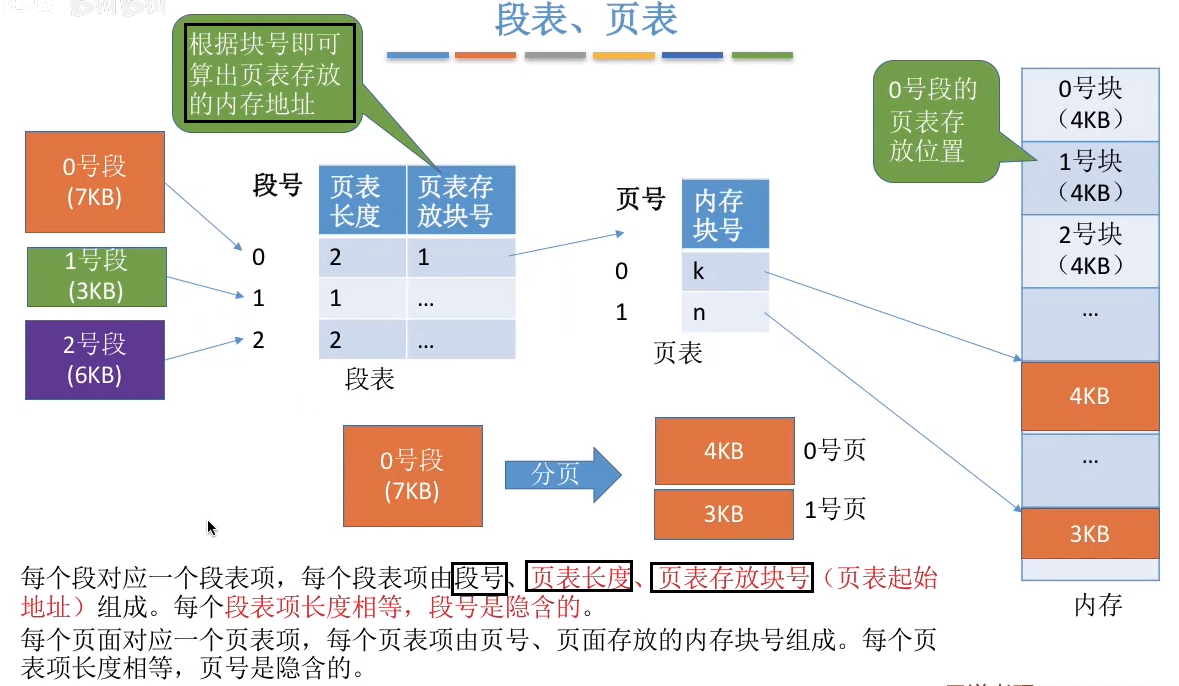 段表、页表
根据块号即可
算出页表存放
的内存地址
0号段的
页表存
放位置
0号块
（4KB）
1号块
（4KB）
2号块
（4KB）
...
4KB
...
3KB
内存
0号段
(7KB)
1号段
(3KB)
2号段
(6KB)
段号
页表
长度
页表存
放块号
0 2 1
1 1 ...
2 2 ...
段表
页号
内存
块号
0 k
1 n
页表
0号段
(7KB)
分页
4KB 0号页
3KB 1号页
每个段对应一个段表项，每个段表项由段号、页表长度、页表存放块号（页表起始
地址）组成。每个段表项长度相等，段号是隐含的。
每个页面对应一个页表项，每个页表项由页号、页面存放的内存块号组成。每个页
表项长度相等，页号是隐含的。